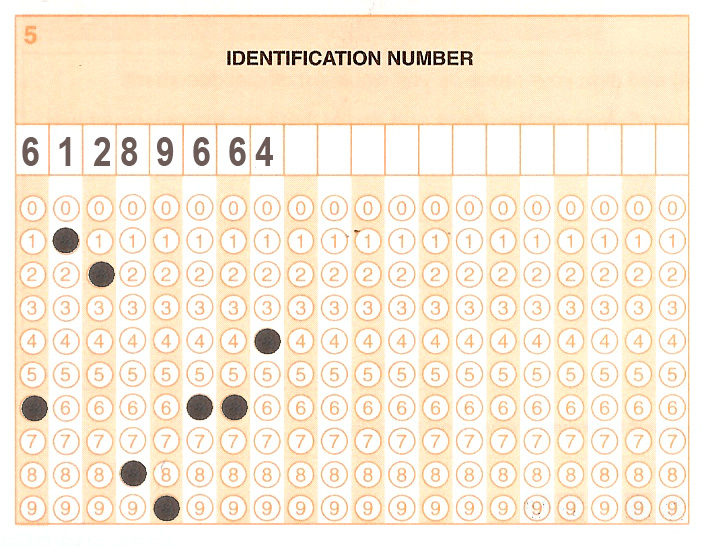 5
IDENTIFICATION NUMBER
6 1 2 8 9 6 6 4
0 0 0 0 0 0 0 0 0 0 0 0 0 0 0 0 0 0 0 0
1 1 1 1 1 1 1 1 1 1 1 1 1 1 1 1 1 1 1
2 2 2 2 2 2 2 2 2 2 2 2 2 2 2 2 2 2 2
3 3 3 3 3 3 3 3 3 3 3 3 3 3 3 3 3 3 3 3
4 4 4 4 4 4 4 4 4 4 4 4 4 4 4 4 4 4 4
5 5 5 5 5 5 5 5 5 5 5 5 5 5 5 5 5 5 5 5
6 6 6 6 6 6 6 6 6 6 6 6 6 6 6 6 6
7 7 7 7 7 7 7 7 7 7 7 7 7 7 7 7 7 7 7 7
8 8 8 8 8 8 8 8 8 8 8 8 8 8 8 8 8 8 8
9 9 9 9 9 9 9 9 9 9 9 9 9 9 9 9 9 9 9